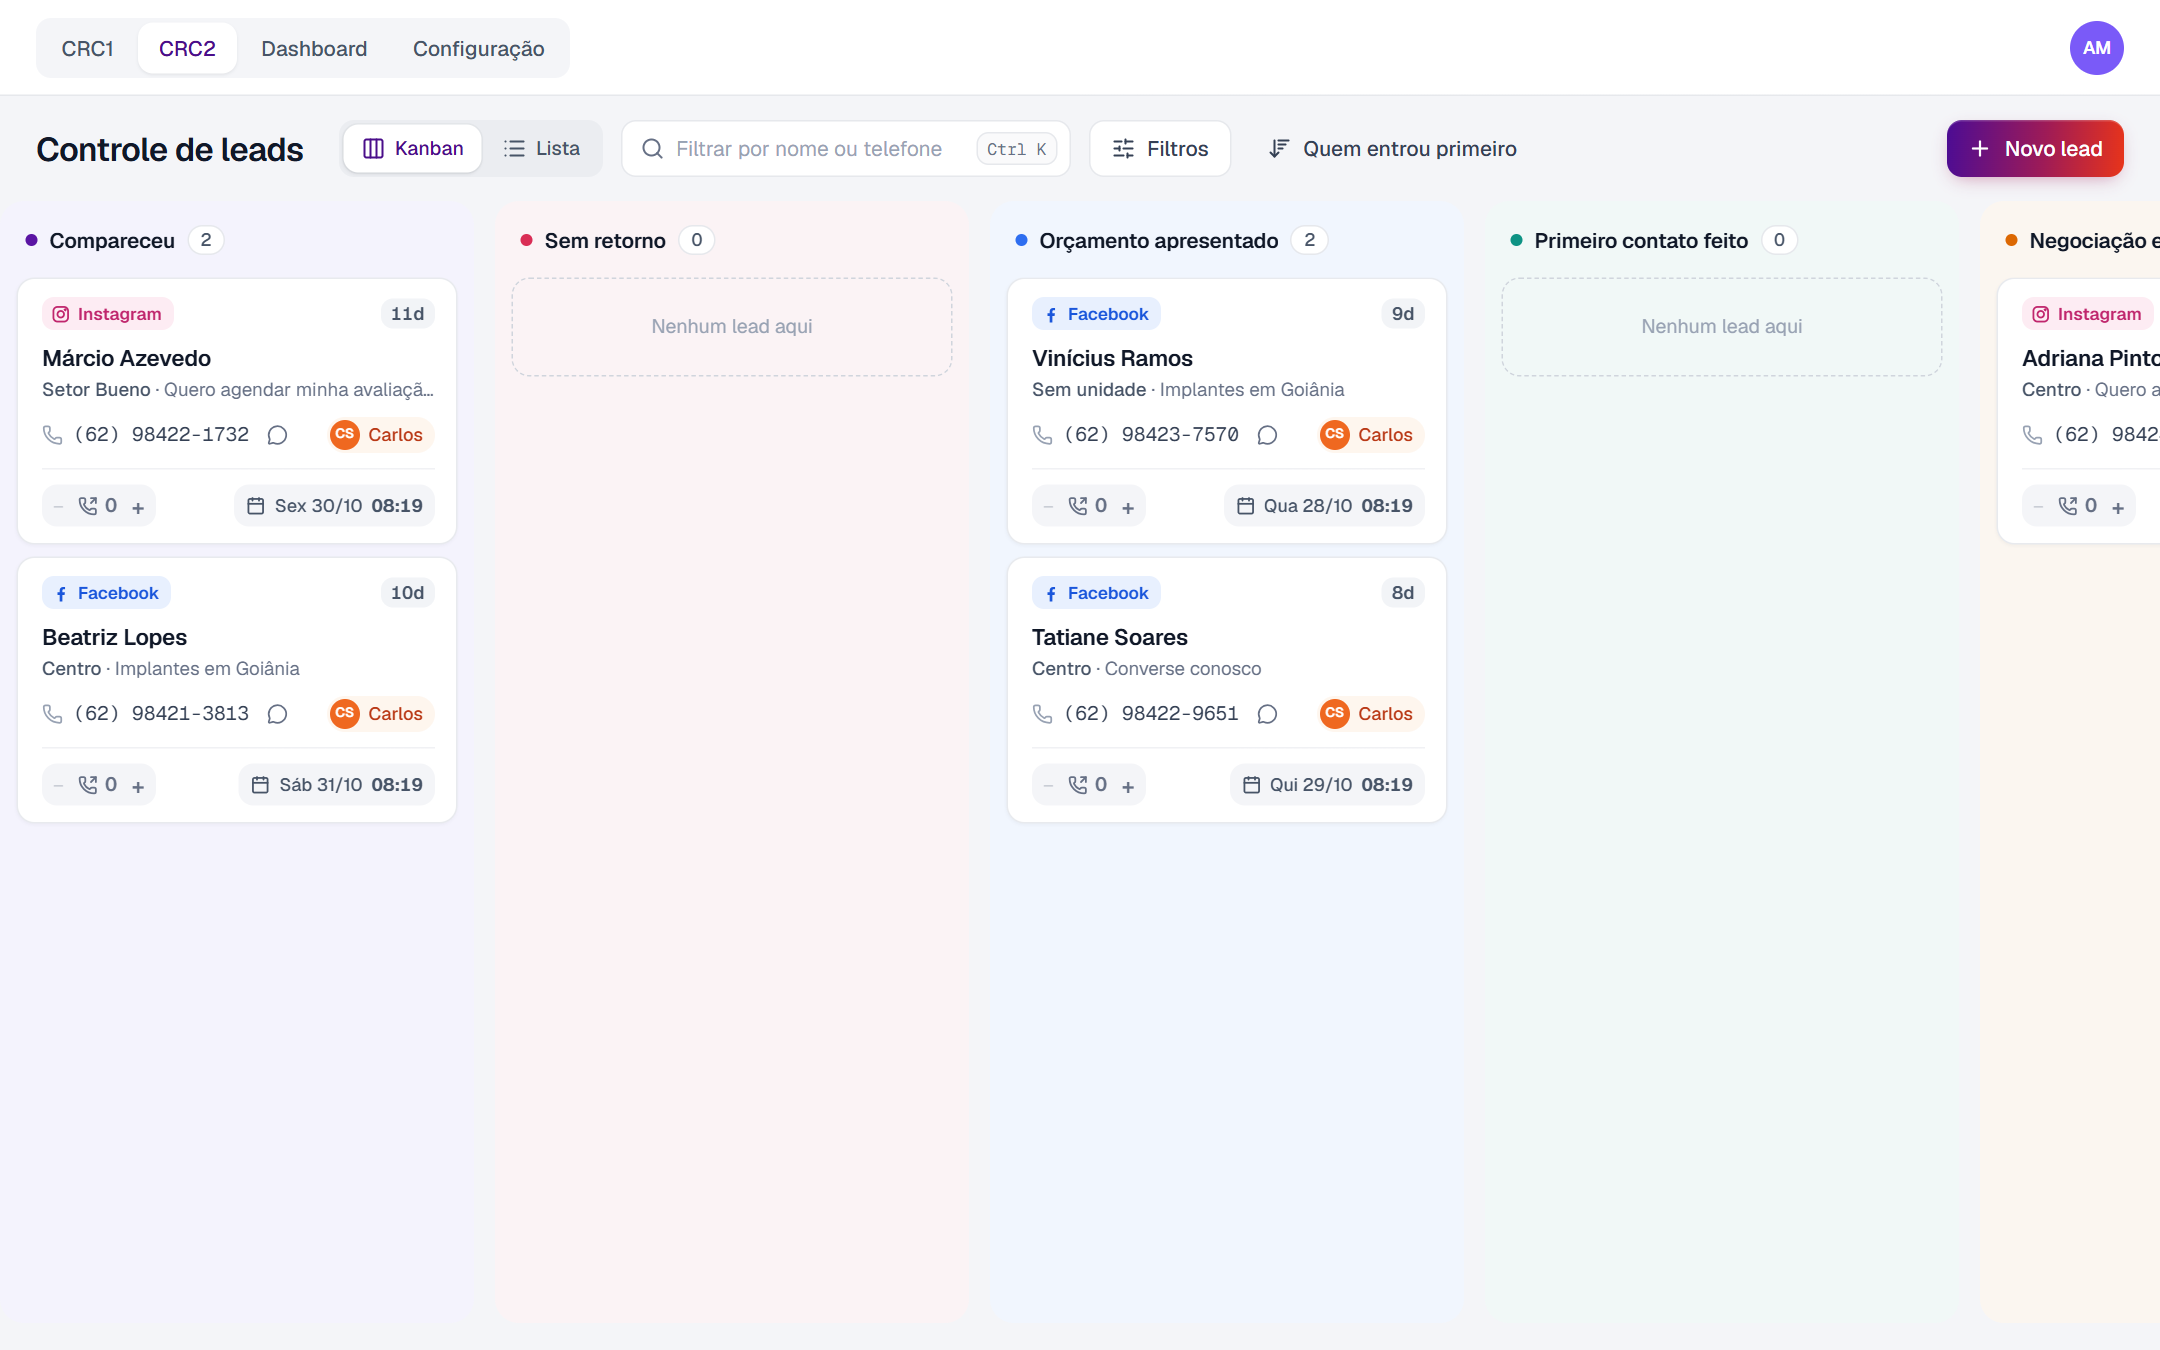 CRC1
CRC2
Dashboard
Configuração
AM
Controle de leads
Kanban
Lista
Filtrar por nome ou telefone
Ctrl K
Filtros
Quem entrou primeiro
+ Novo lead
Compareceu 2
Instagram 11d
Márcio Azevedo
Setor Bueno · Quero agendar minha avaliaçã...
(62) 98422-1732 CS Carlos
− 0 + Sex 30/10 08:19
Facebook 10d
Beatriz Lopes
Centro · Implantes em Goiânia
(62) 98421-3813 CS Carlos
− 0 + Sáb 31/10 08:19
Sem retorno 0
Nenhum lead aqui
Orçamento apresentado 2
Facebook 9d
Vinícius Ramos
Sem unidade · Implantes em Goiânia
(62) 98423-7570 CS Carlos
− 0 + Qua 28/10 08:19
Facebook 8d
Tatiane Soares
Centro · Converse conosco
(62) 98422-9651 CS Carlos
− 0 + Qui 29/10 08:19
Primeiro contato feito 0
Nenhum lead aqui
Negociação e
Instagram
Adriana Pinto
Centro · Quero a
(62) 9842
− 0 +